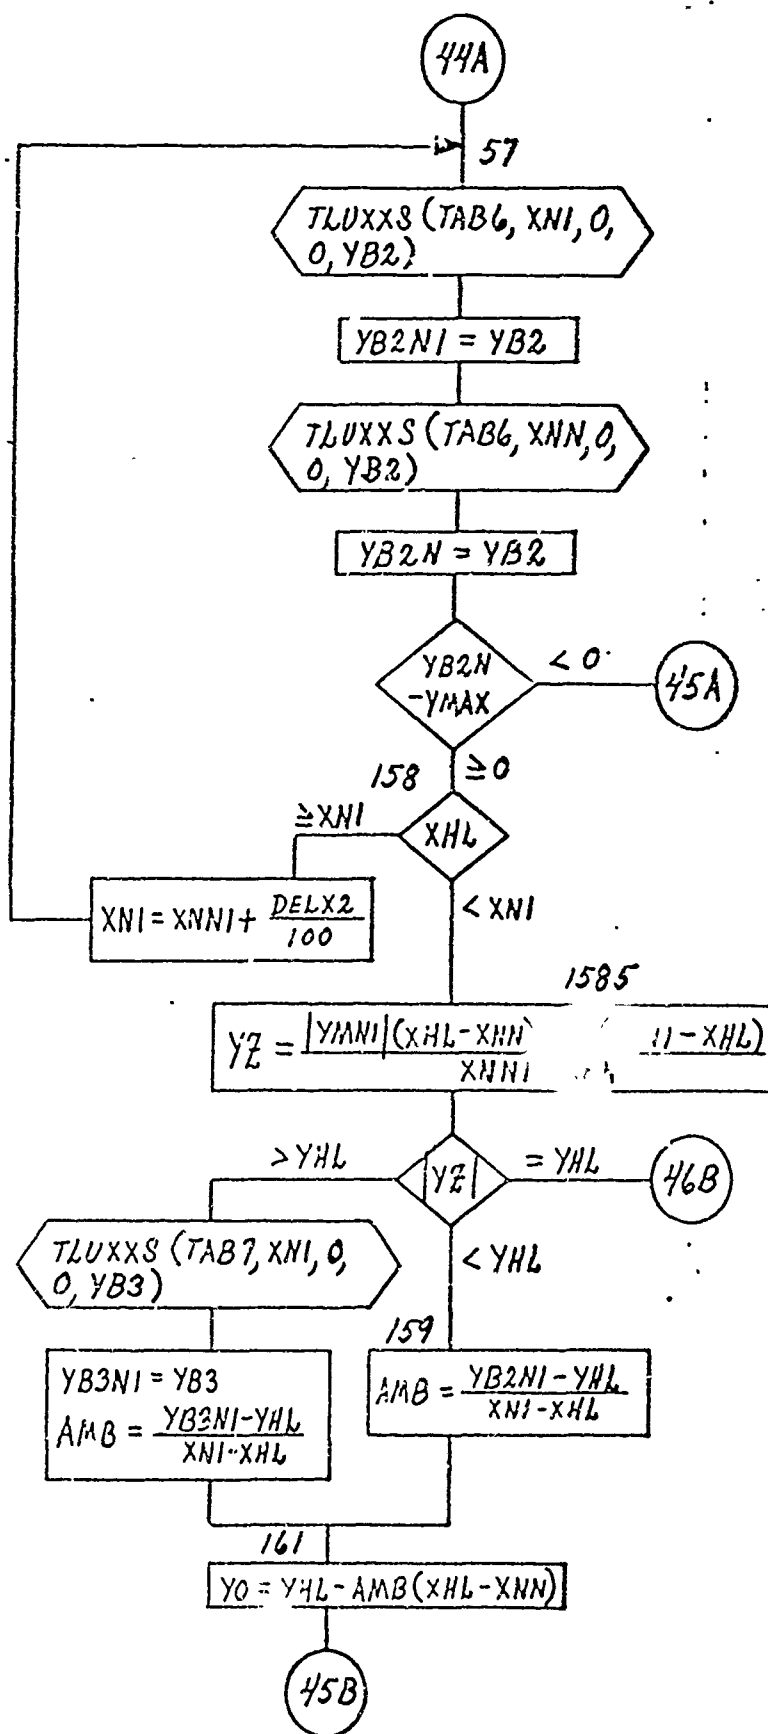 44A
57
TLUXXS (TAB6, XN1, 0,
0, YB2)
YB2N1 = YB2
TLUXXS (TAB6, XNN, 0,
0, YB2)
YB2N = YB2
YB2N
-YMAX
< 0
45A
≧0
158
≧XN1
XHL
XN1 = XNN1 + DELX2
100
< XN1
1585
YZ = |YMN1| (XHL - XNN - XHL)
XNN1
> YHL
|YZ|
= YHL
46B
TLUXXS (TAB7, XN1, 0,
0, YB3)
< YHL
159
YB3N1 = YB3
AMB = YB3N1 - YHL
XN1 - XHL
AMB = YB2N1 - YHL
XN1 - XHL
161
YO = YHL - AMB (XHL - XNN)
45B